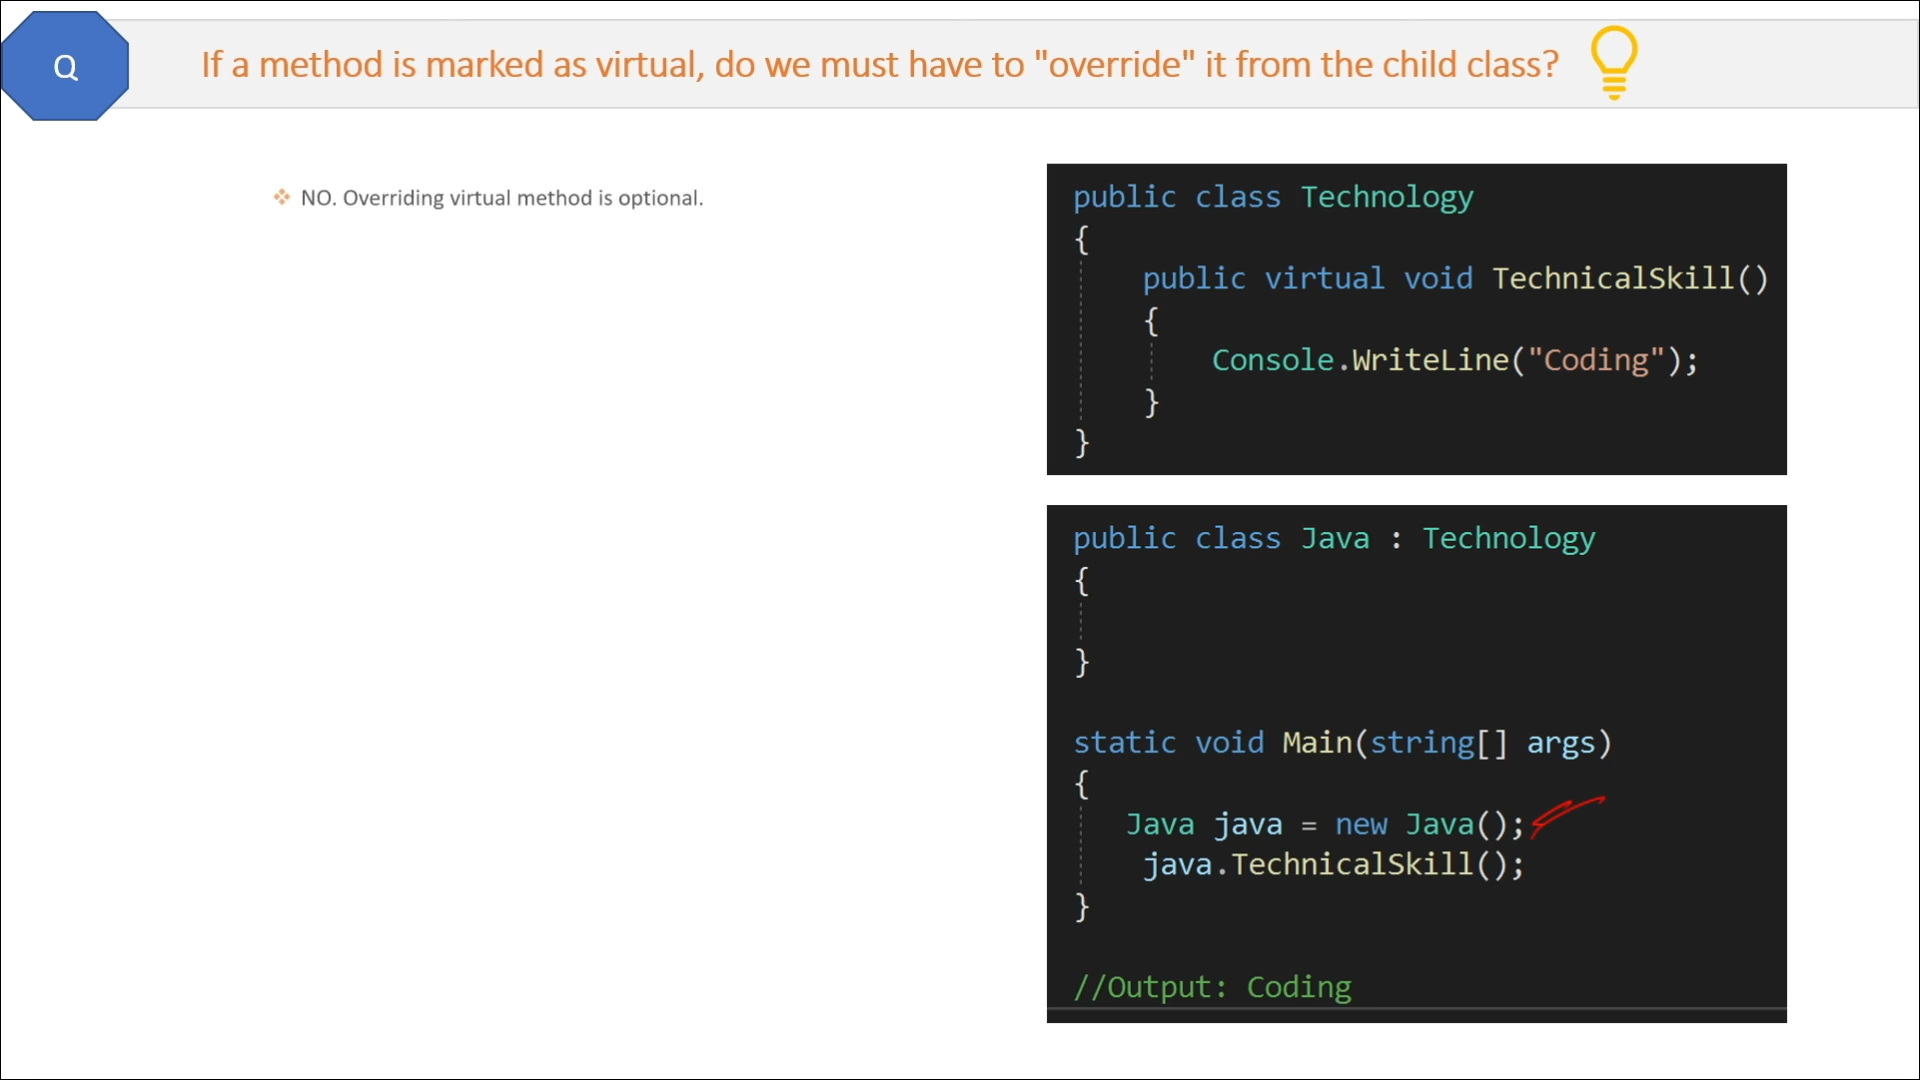 Q
If a method is marked as virtual, do we must have to "override" it from the child class?
NO. Overriding virtual method is optional.
public class Technology
{
public virtual void TechnicalSkill()
{
Console.WriteLine("Coding");
}
}
public class Java : Technology
{
}
static void Main(string[] args)
{
Java java = new Java();
java.TechnicalSkill();
}
//Output: Coding